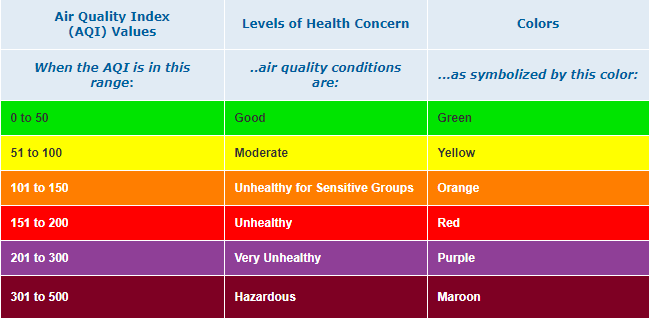 Air Quality Index
(AQI) Values
Levels of Health Concern
Colors
When the AQI is in this
range:
..air quality conditions
are:
...as symbolized by this color:
0 to 50 Good Green
51 to 100 Moderate Yellow
101 to 150 Unhealthy for Sensitive Groups Orange
151 to 200 Unhealthy Red
201 to 300 Very Unhealthy Purple
301 to 500 Hazardous Maroon